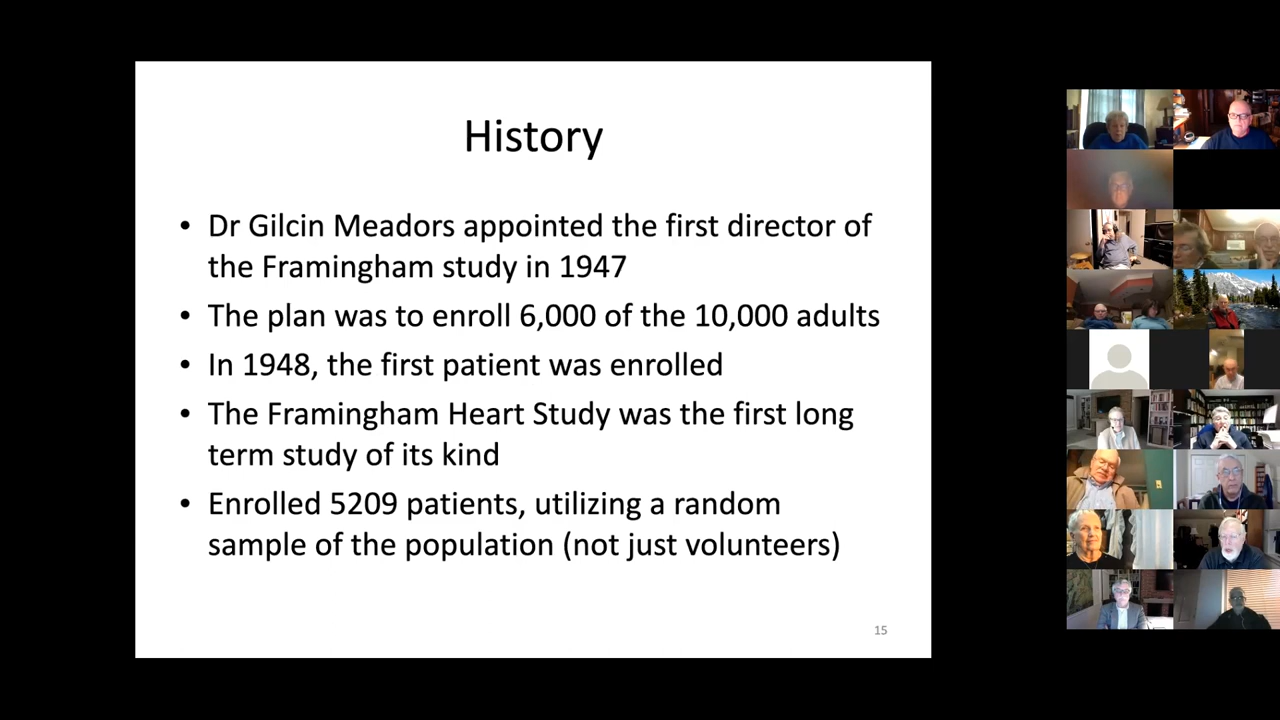 History
• Dr Gilcin Meadors appointed the first director of
the Framingham study in 1947
• The plan was to enroll 6,000 of the 10,000 adults
• In 1948, the first patient was enrolled
• The Framingham Heart Study was the first long
term study of its kind
• Enrolled 5209 patients, utilizing a random
sample of the population (not just volunteers)
15